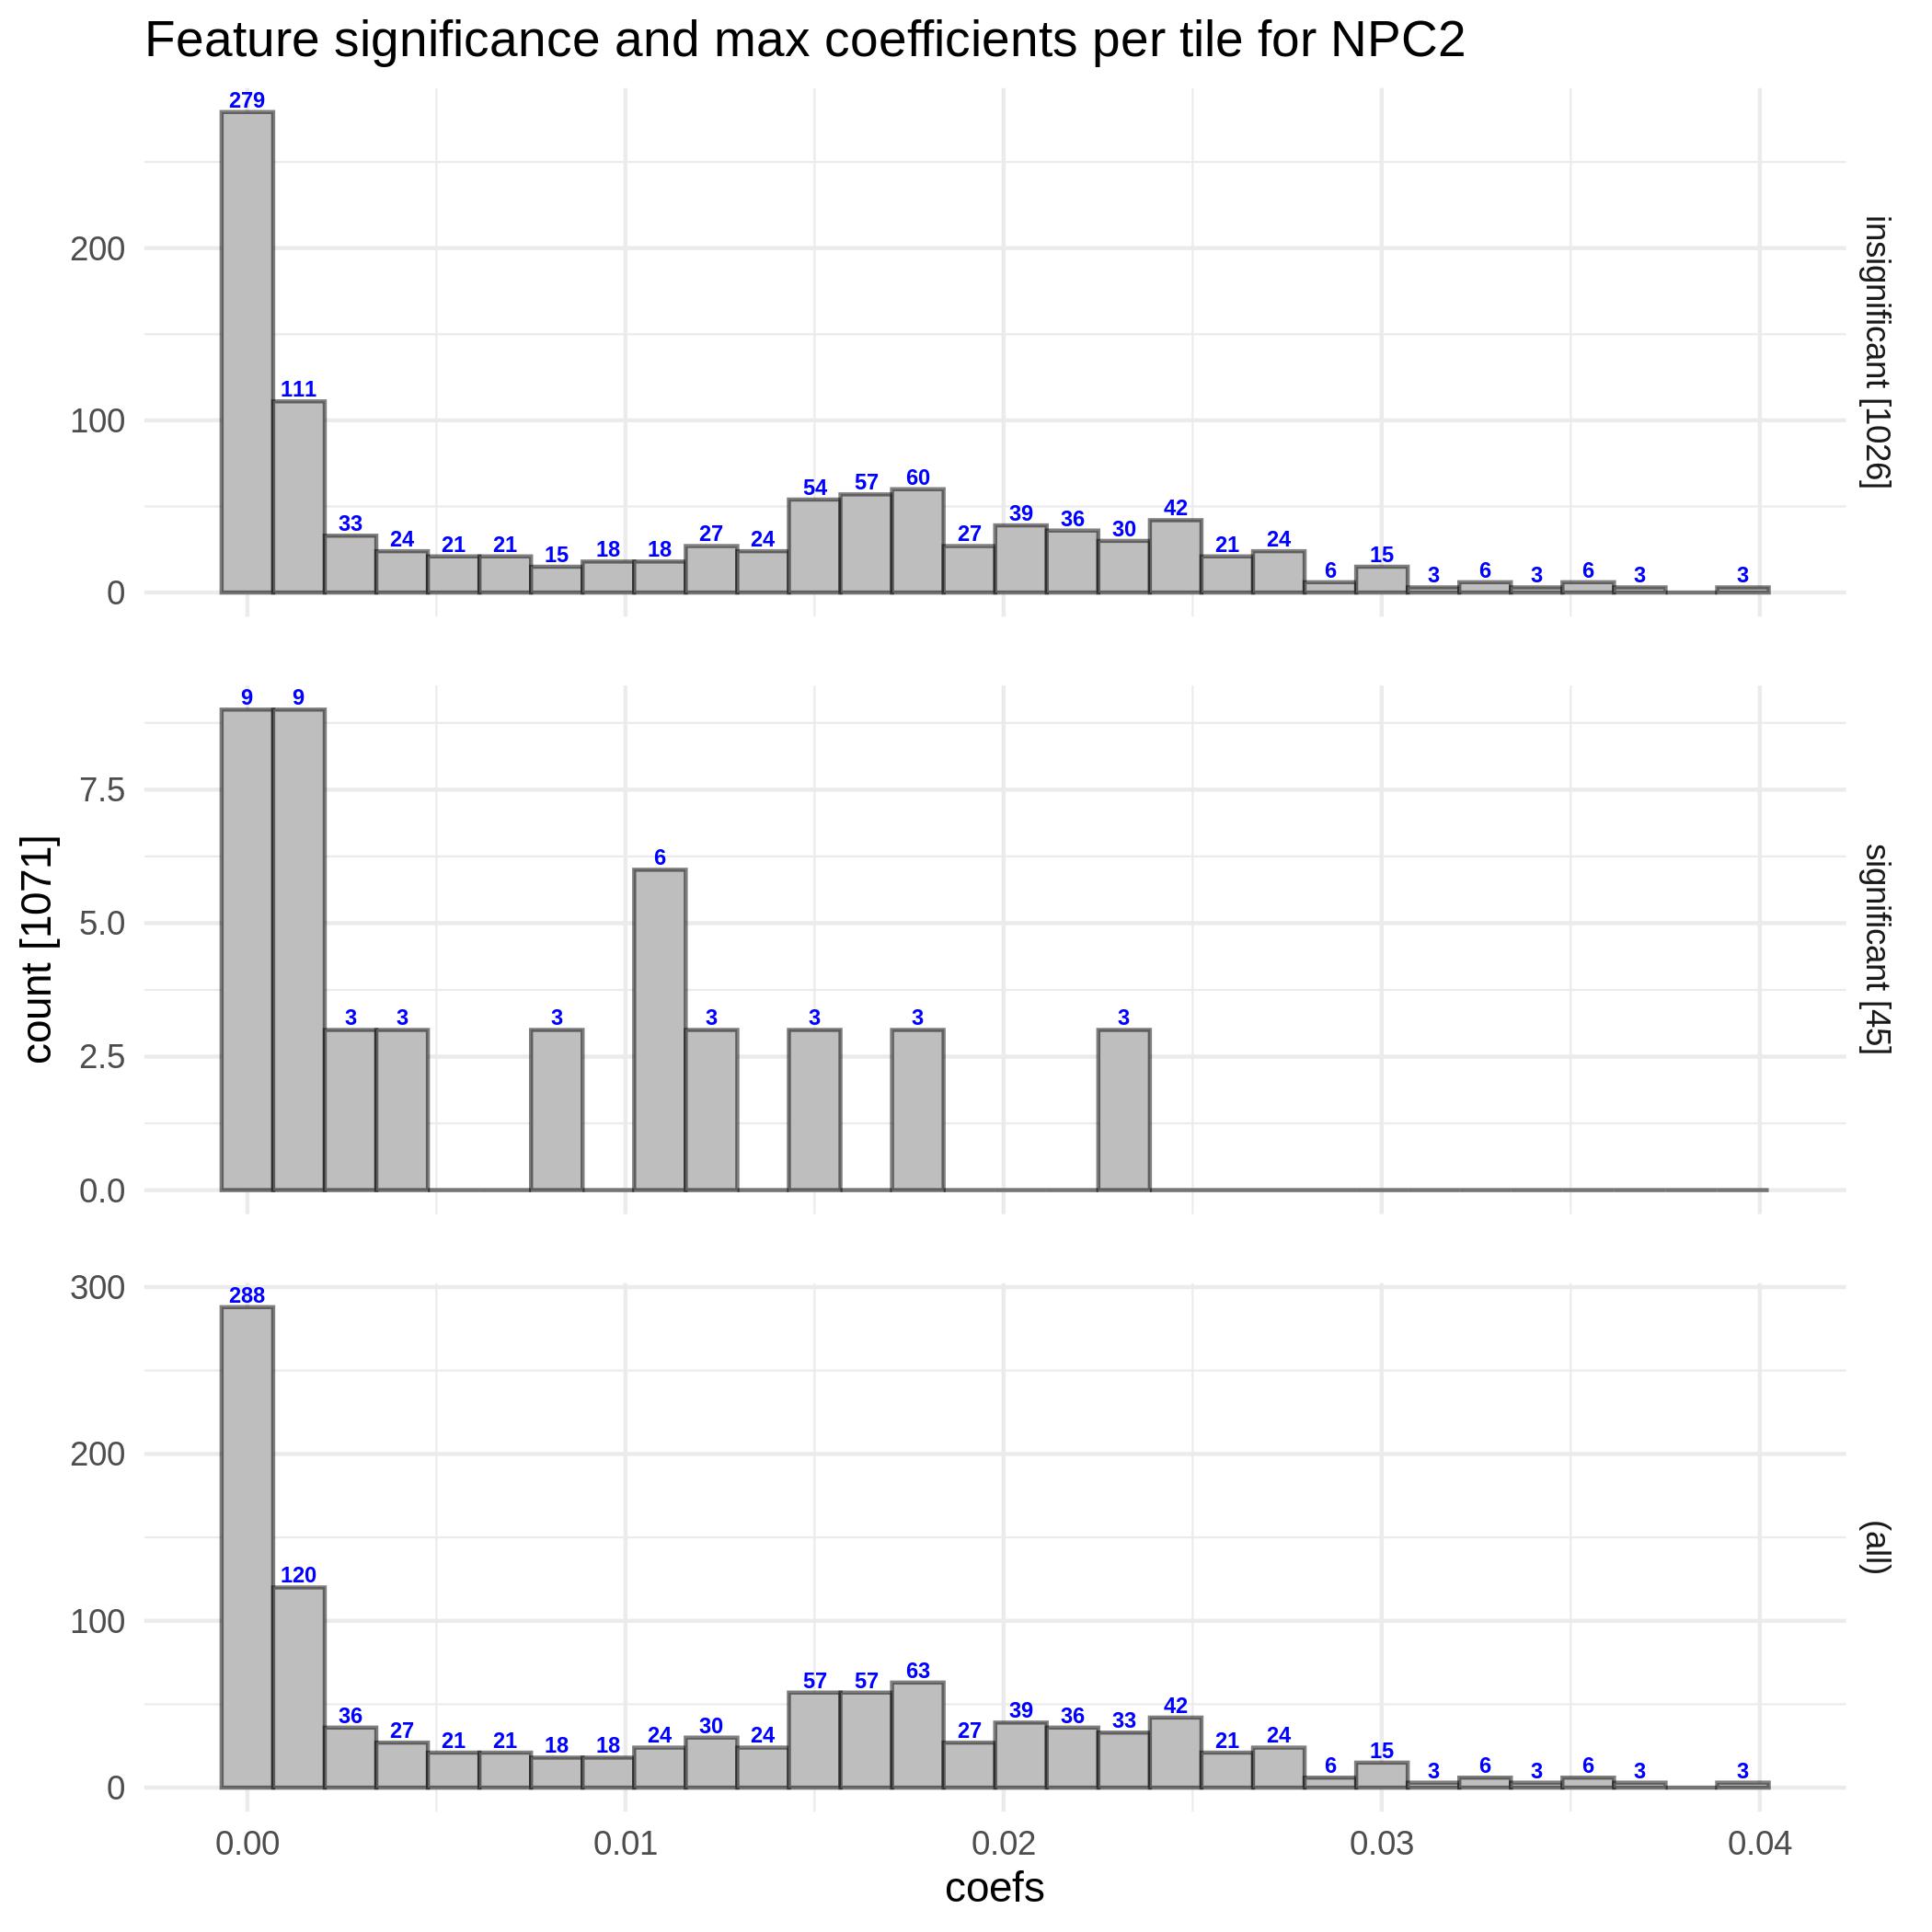 Feature significance and max coefficients per tile for NPC2
279
111
33 24 21 21 15 18 18 27 24 54 57 60 27 39 36 30 42 21 24 6 15 3 6 3 6 3 3
200
100
0
insignificant [1026]
9 9 3 3 3 6 3 3 3 3
7.5
5.0
2.5
0.0
significant [45]
count [1071]
300
200
100
0
288
120
36 27 21 21 18 18 24 30 24 57 57 63 27 39 36 33 42 21 24 6 15 3 6 3 6 3 3
(all)
0.00 0.01 0.02 0.03 0.04
coefs